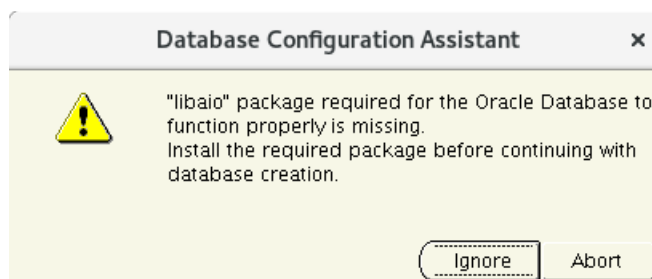 Database Configuration Assistant
"libaio" package required for the Oracle Database to
function properly is missing.
Install the required package before continuing with
database creation.
Ignore Abort